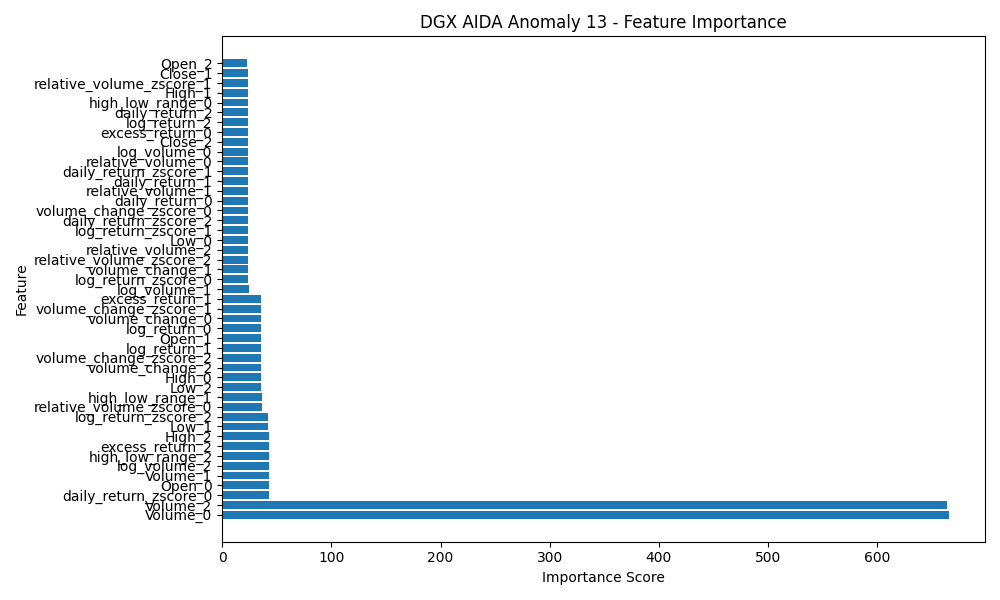 DGX AIDA Anomaly 13 - Feature Importance
Open_2
Close_1
relative_volume_zscore_1
High_1
high_low_range_0
daily_return_2
log_return_2
excess_return_0
Close_2
log_volume_0
relative_volume_0
daily_return_zscore_1
daily_return_1
relative_volume_1
daily_return_0
volume_change_zscore_0
daily_return_zscore_2
log_return_zscore_1
Low_0
relative_volume_2
relative_volume_zscore_2
volume_change_1
log_return_zscore_0
log_volume_1
excess_return_1
volume_change_zscore_1
volume_change_0
log_return_0
Open_1
log_return_1
volume_change_zscore_2
volume_change_2
High_0
Low_2
high_low_range_1
relative_volume_zscore_0
log_return_zscore_2
Low_1
High_2
excess_return_2
high_low_range_2
log_volume_2
Volume_1
Open_0
daily_return_zscore_0
Volume_2
Volume_0
Feature
0 100 200 300 400 500 600
Importance Score